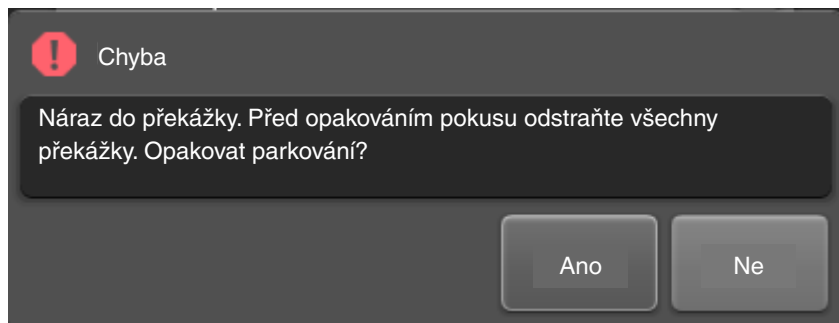 Chyba
Náraz do překážky. Před opakováním pokusu odstraňte všechny
překážky. Opakovat parkování?
Ano
Ne